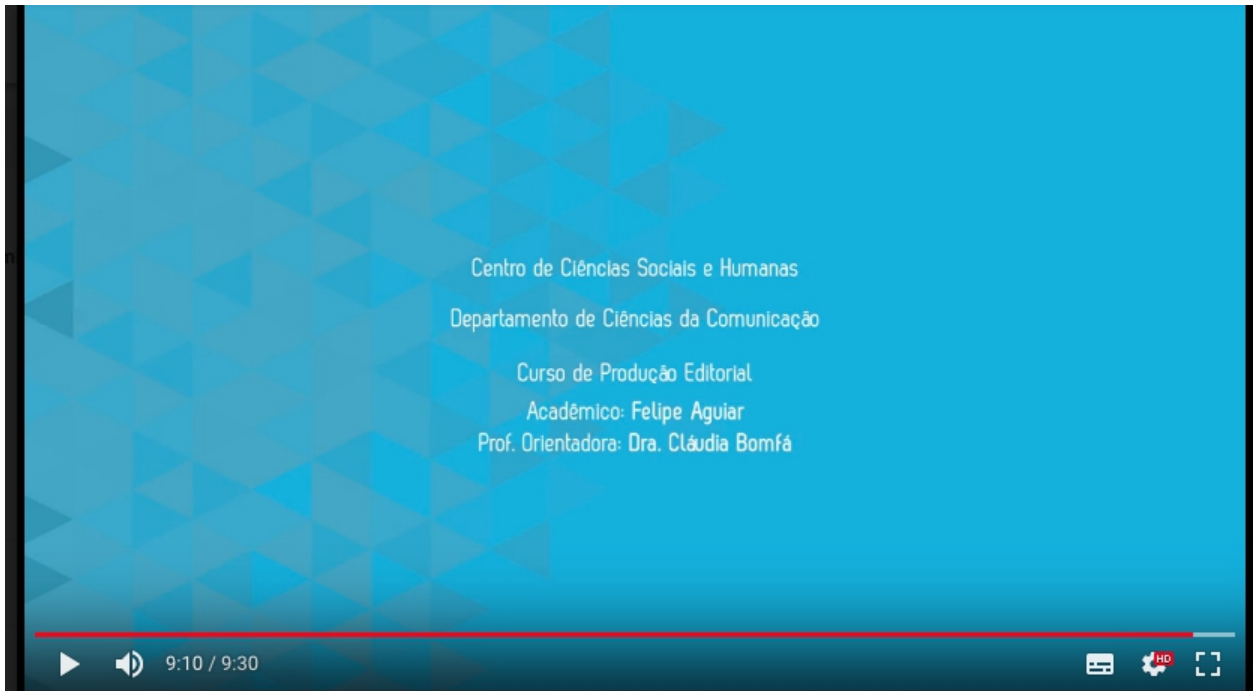 Centro de Ciências Sociais e Humanas
Departamento de Ciências da Comunicação
Curso de Produção Editorial
Acadêmico: Felipe Aguiar
Prof. Orientadora: Dra. Cláudia Bomfá
9:10 / 9:30
HD